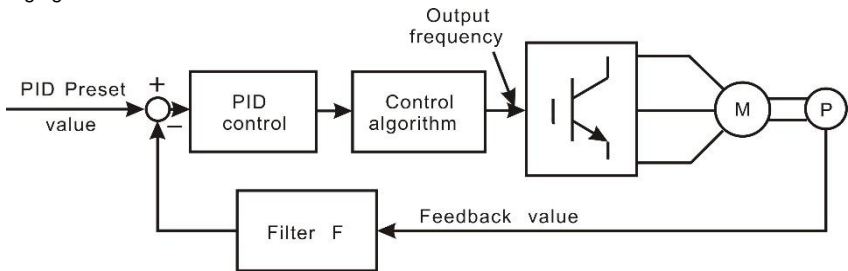 Output
frequency
PID Preset
value
+
−
PID
control
Control
algorithm
M
P
Filter F
Feedback value